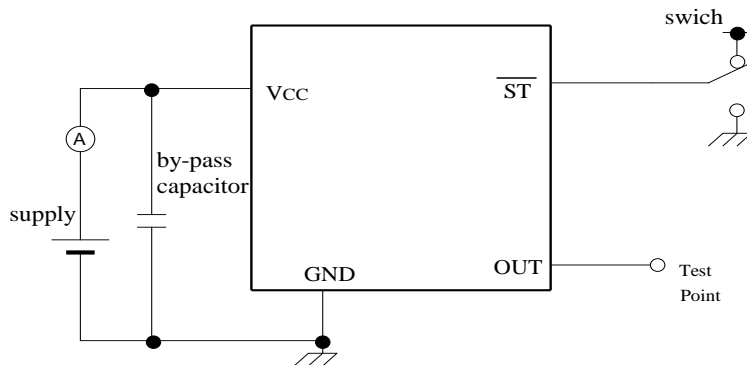 swich
VCC
ST
A
by-pass
capacitor
supply
GND
OUT
Test
Point